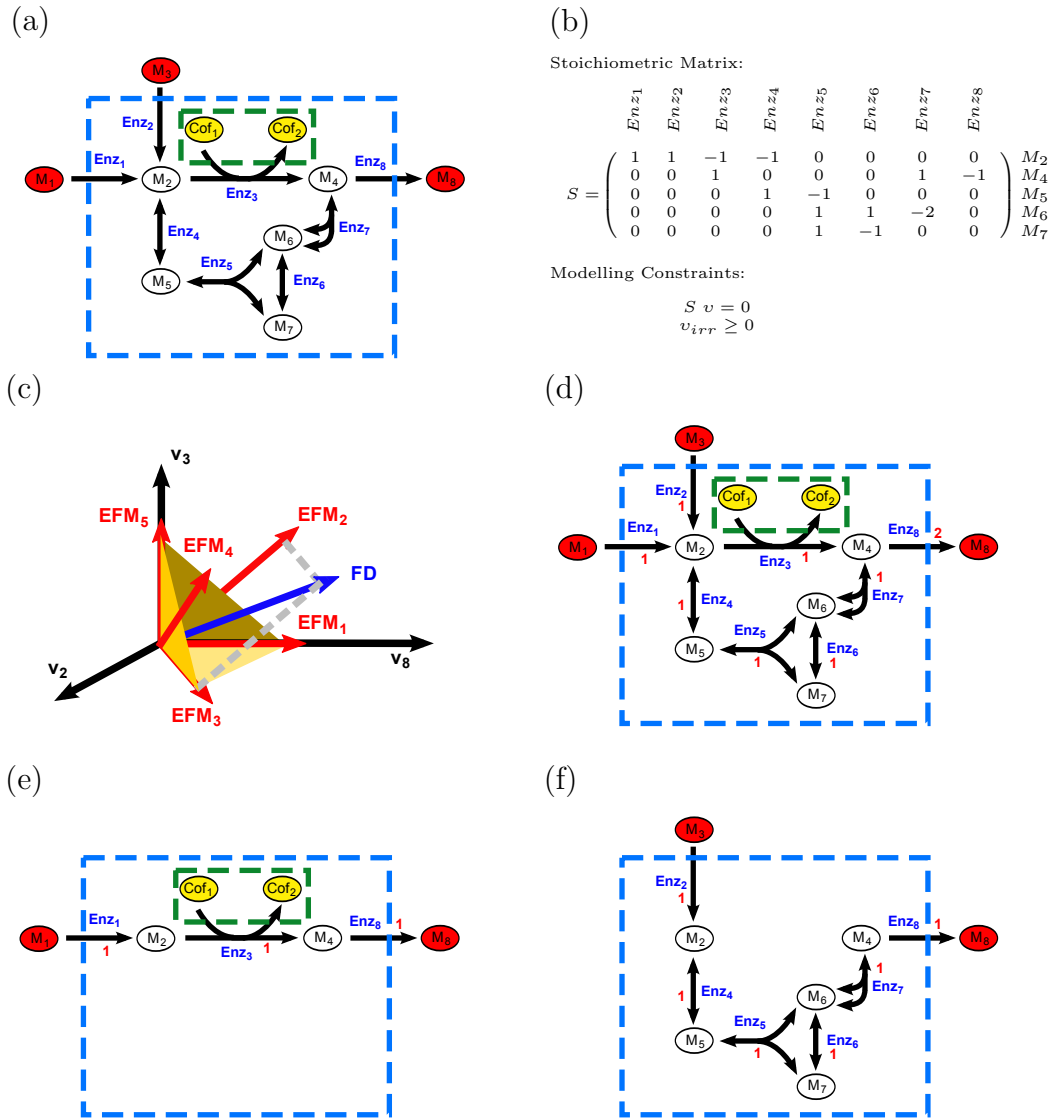 (a)
M3
Enz2
Cof1 Cof2
Enz1 Enz8
M1 M2 M4 M8
Enz3
Enz4 M6 Enz7
Enz5
M5 Enz6
M7
(b)
Stoichiometric Matrix:
Enz1 Enz2 Enz3 Enz4 Enz5 Enz6 Enz7 Enz8
1 1 −1 −1 0 0 0 0 M2
0 0 1 0 0 0 1 −1 M4
S = 0 0 0 1 −1 0 0 0 M5
0 0 0 0 1 1 −2 0 M6
0 0 0 0 1 −1 0 0 M7
Modelling Constraints:
S v = 0
v_irr ≥ 0
(c)
v3
EFM5
EFM2
EFM4
FD
EFM1
v2 v8
EFM3
(d)
M3
Enz2
1
Cof1 Cof2
Enz1 Enz8 2
M1 M2 M4 M8
1 Enz3 1
1
1 Enz4 M6 Enz7
Enz5
M5 1 Enz6
1
M7
(e)
Cof1 Cof2
Enz1 Enz8 1
M1 M2 M4 M8
1 Enz3 1
(f)
M3
Enz2
1
Enz8 1
M2 M4 M8
1
1 Enz4 M6 Enz7
Enz5
M5 1 Enz6
1
M7